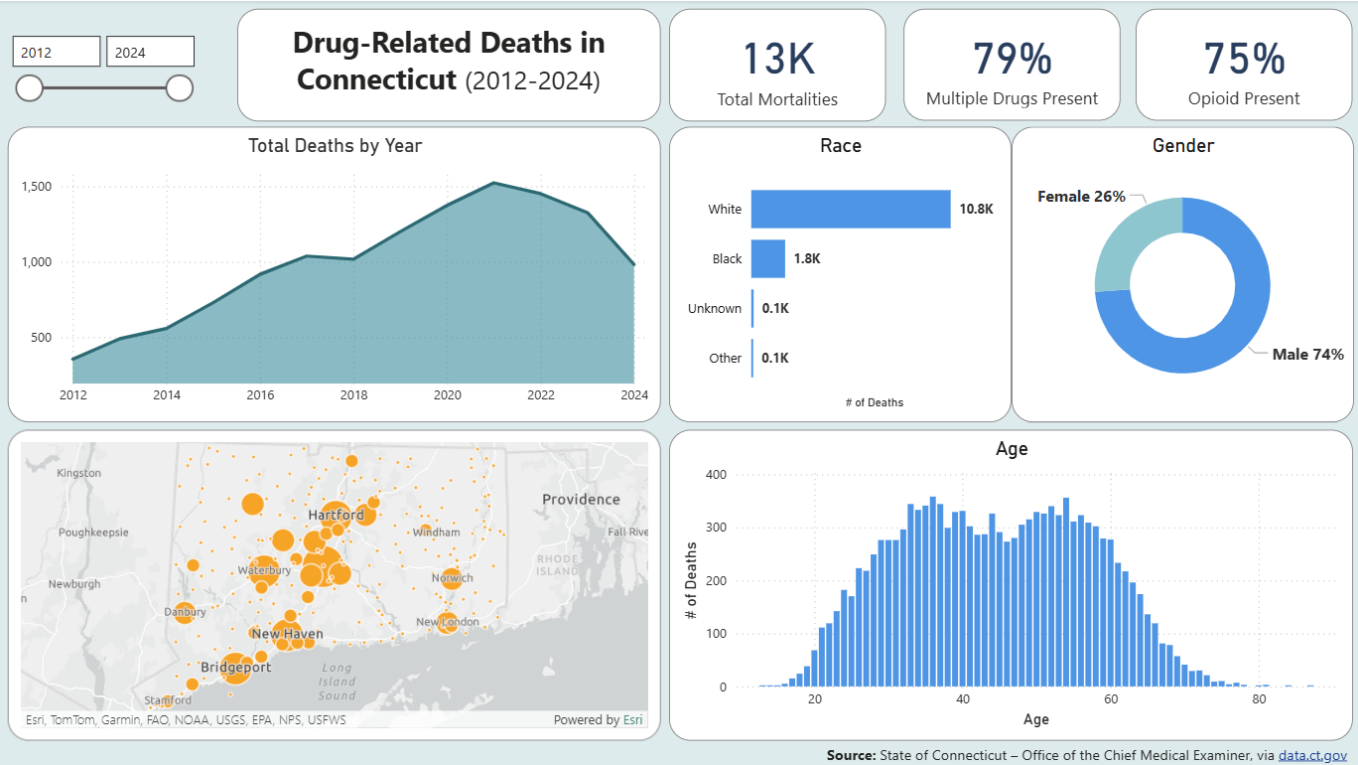 2012
2024
Drug-Related Deaths in
Connecticut (2012-2024)
13K
Total Mortalities
79%
Multiple Drugs Present
75%
Opioid Present
Total Deaths by Year
1,500
1,000
500
2012
2014
2016
2018
2020
2022
2024
Race
White
10.8K
Black
1.8K
Unknown
0.1K
Other
0.1K
# of Deaths
Gender
Female 26%
Male 74%
Kingston
Poughkeepsie
Newburgh
n
Hartford
Providence
Windham
Fall Rive
RHODE
ISLAND
Waterbury
Norwich
Danbury
New London
New Haven
Bridgeport
Long
Island
Sound
Stamford
Esri, TomTom, Garmin, FAO, NOAA, USGS, EPA, NPS, USFWS
Powered by Esri
Age
# of Deaths
400
300
200
100
0
20
40
60
80
Age
Source: State of Connecticut – Office of the Chief Medical Examiner, via data.ct.gov